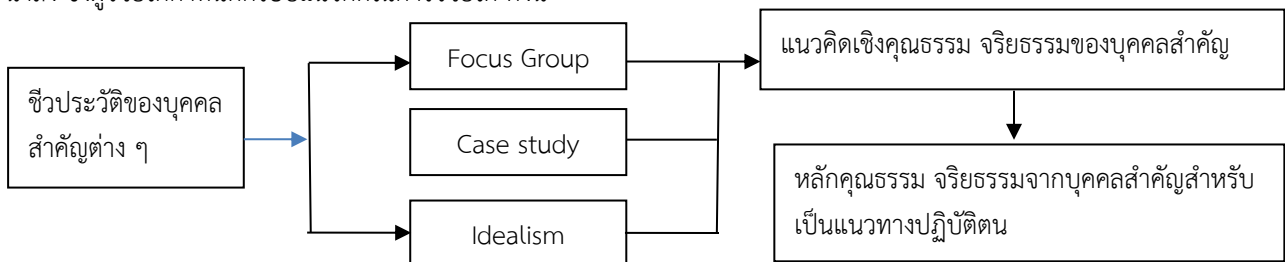 ชีวประวัติของบุคคล
สำคัญต่าง ๆ
Focus Group
Case study
Idealism
แนวคิดเชิงคุณธรรม จริยธรรมของบุคคลสำคัญ
หลักคุณธรรม จริยธรรมจากบุคคลสำคัญสำหรับ
เป็นแนวทางปฏิบัติตน